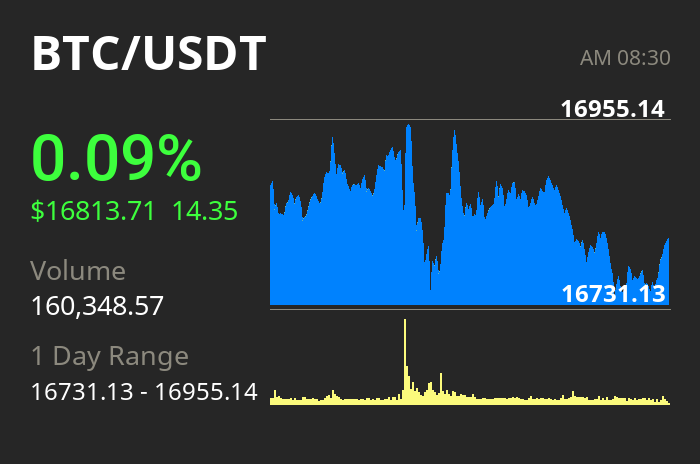 BTC/USDT
AM 08:30
16955.14
0.09%
$16813.71 14.35
Volume
160,348.57
16731.13
1 Day Range
16731.13 - 16955.14